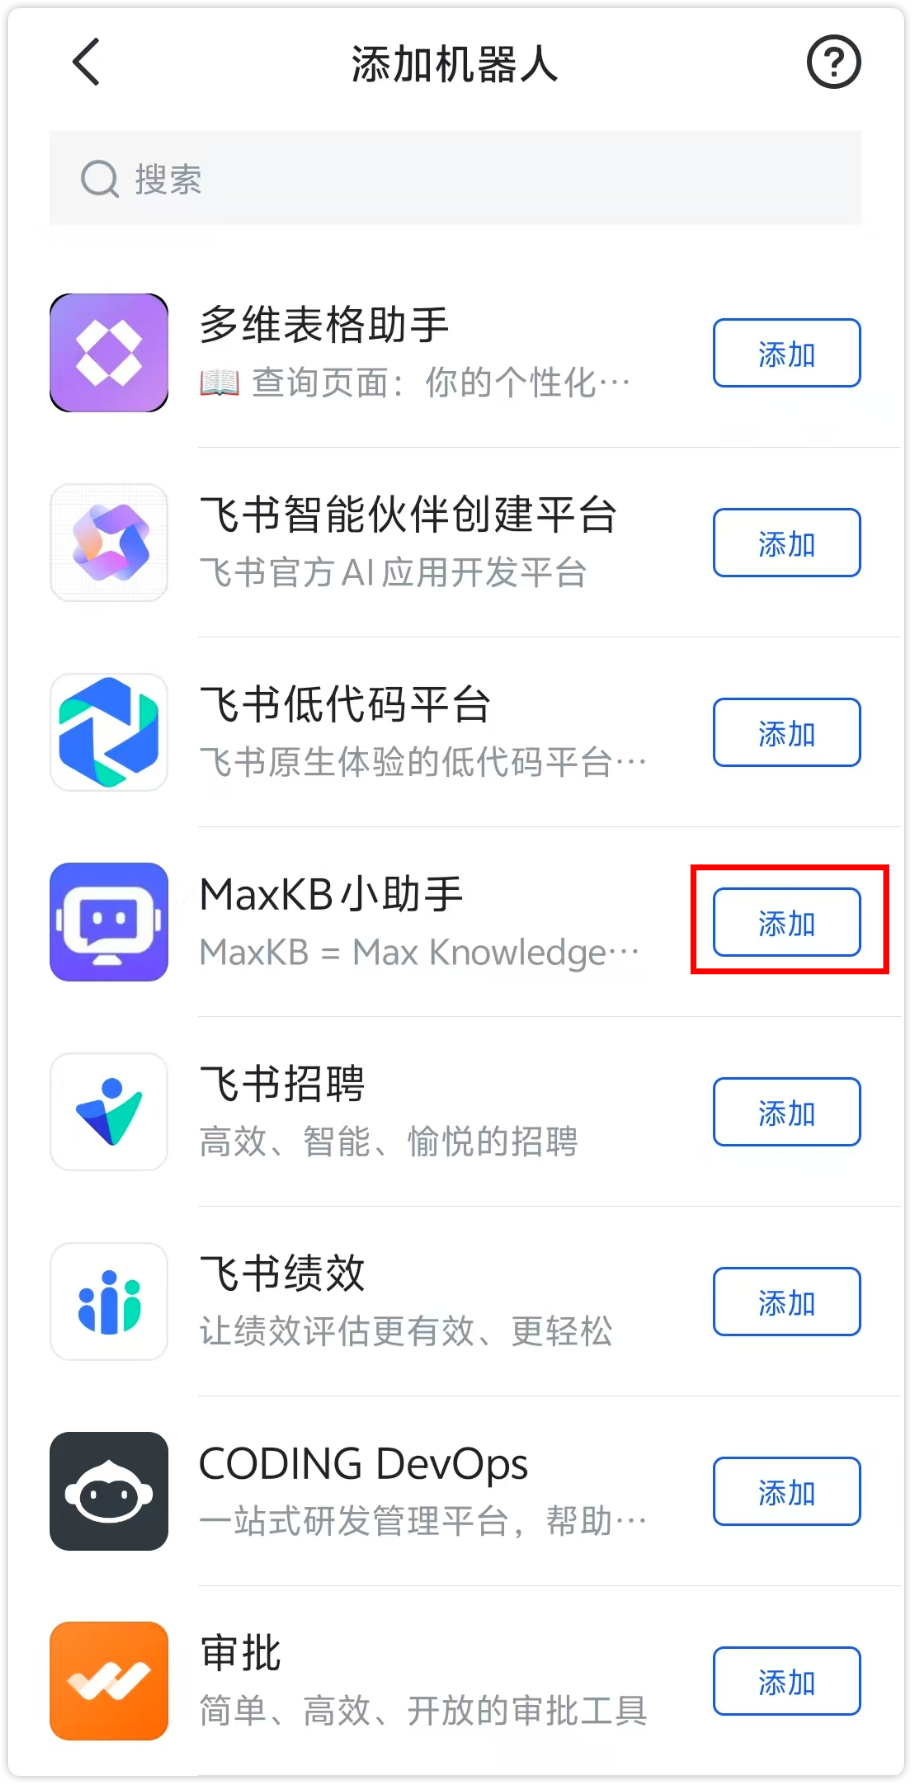 添加机器人
搜索
多维表格助手
📖 查询页面：你的个性化…
添加
飞书智能伙伴创建平台
飞书官方AI应用开发平台
添加
飞书低代码平台
飞书原生体验的低代码平台…
添加
MaxKB小助手
MaxKB = Max Knowledge…
添加
飞书招聘
高效、智能、愉悦的招聘
添加
飞书绩效
让绩效评估更有效、更轻松
添加
CODING DevOps
一站式研发管理平台，帮助…
添加
审批
简单、高效、开放的审批工具
添加